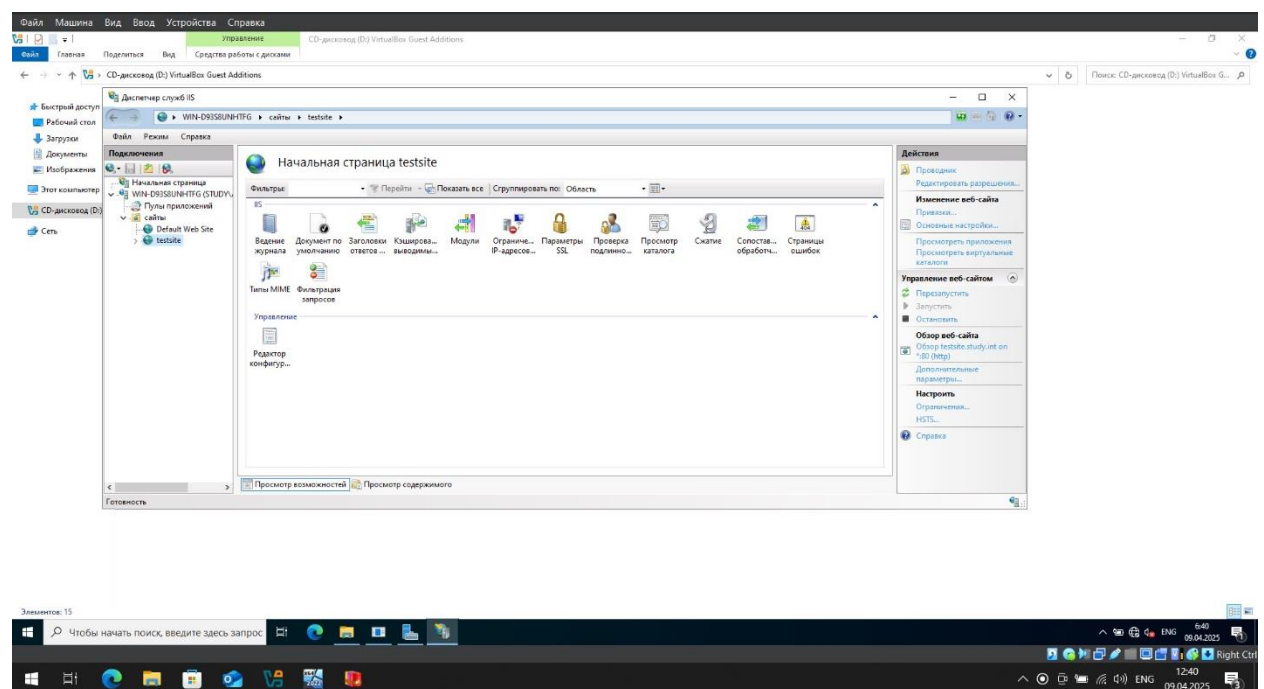 Файл Машина Вид Ввод Устройства Справка
Управление CD-дисковод (D:) VirtualBox Guest Additions
Файл Главная Поделиться Вид Средства работы с дисками
CD-дисковод (D:) VirtualBox Guest Additions
Поиск: CD-дисковод (D:) VirtualBox G...
Быстрый доступ
Рабочий стол
Загрузки
Документы
Изображения
Этот компьютер
CD-дисковод (D:)
Сеть
Диспетчер служб IIS
WIN-D93S8UNHTFG сайты testsite
Файл Режим Справка
Подключения
Начальная страница
WIN-D93S8UNHTFG (STUDY\
Пулы приложений
сайты
Default Web Site
testsite
Начальная страница testsite
Фильтры: Перейти Показать все Сгруппировать по: Область
IIS
Ведение журнала
Документ по умолчанию
Заголовки ответов ...
Кэширова... выводимы...
Модули
Ограниче... IP-адресов...
Параметры SSL
Проверка подлинно...
Просмотр каталога
Сжатие
Сопостав... обработч...
Страницы ошибок
Типы MIME
Фильтрация запросов
Управление
Редактор конфигур...
Просмотр возможностей Просмотр содержимого
Готовность
Действия
Проводник
Редактировать разрешения...
Изменение веб-сайта
Привязки...
Основные настройки...
Просмотреть приложения
Просмотреть виртуальные
каталоги
Управление веб-сайтом
Перезапустить
Запустить
Остановить
Обзор веб-сайта
Обзор testsite.study.int on
*:80 (http)
Дополнительные
параметры...
Настроить
Ограничения...
HSTS...
Справка
Элементов: 15
Чтобы начать поиск, введите здесь запрос
ENG 6:40
09.04.2025
Right Ctrl
ENG 12:40
09.04.2025